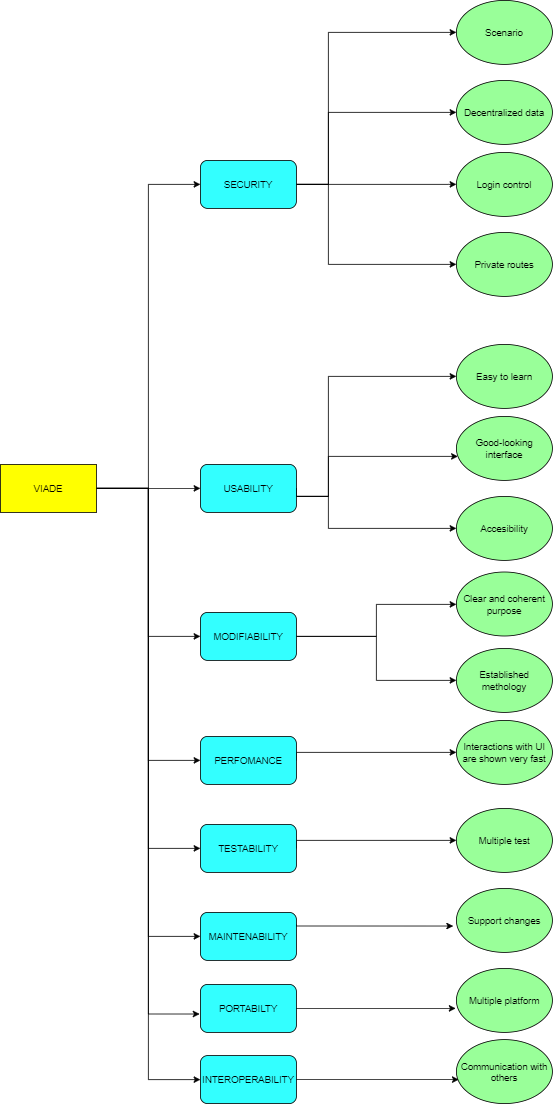 VIADE
SECURITY
Scenario
Decentralized data
Login control
Private routes
USABILITY
Easy to learn
Good-looking
interface
Accesibility
MODIFIABILITY
Clear and coherent
purpose
Established
methology
PERFOMANCE
Interactions with UI
are shown very fast
TESTABILITY
Multiple test
MAINTENABILITY
Support changes
PORTABILTY
Multiple platform
INTEROPERABILITY
Communication with
others